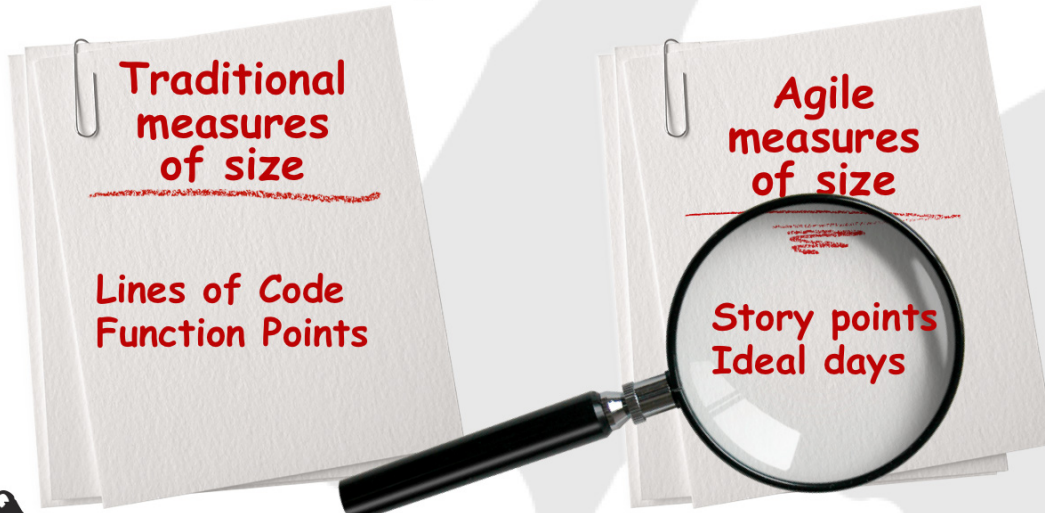 Traditional
measures
of size
Lines of Code
Function Points
Agile
measures
of size
Story points
Ideal days